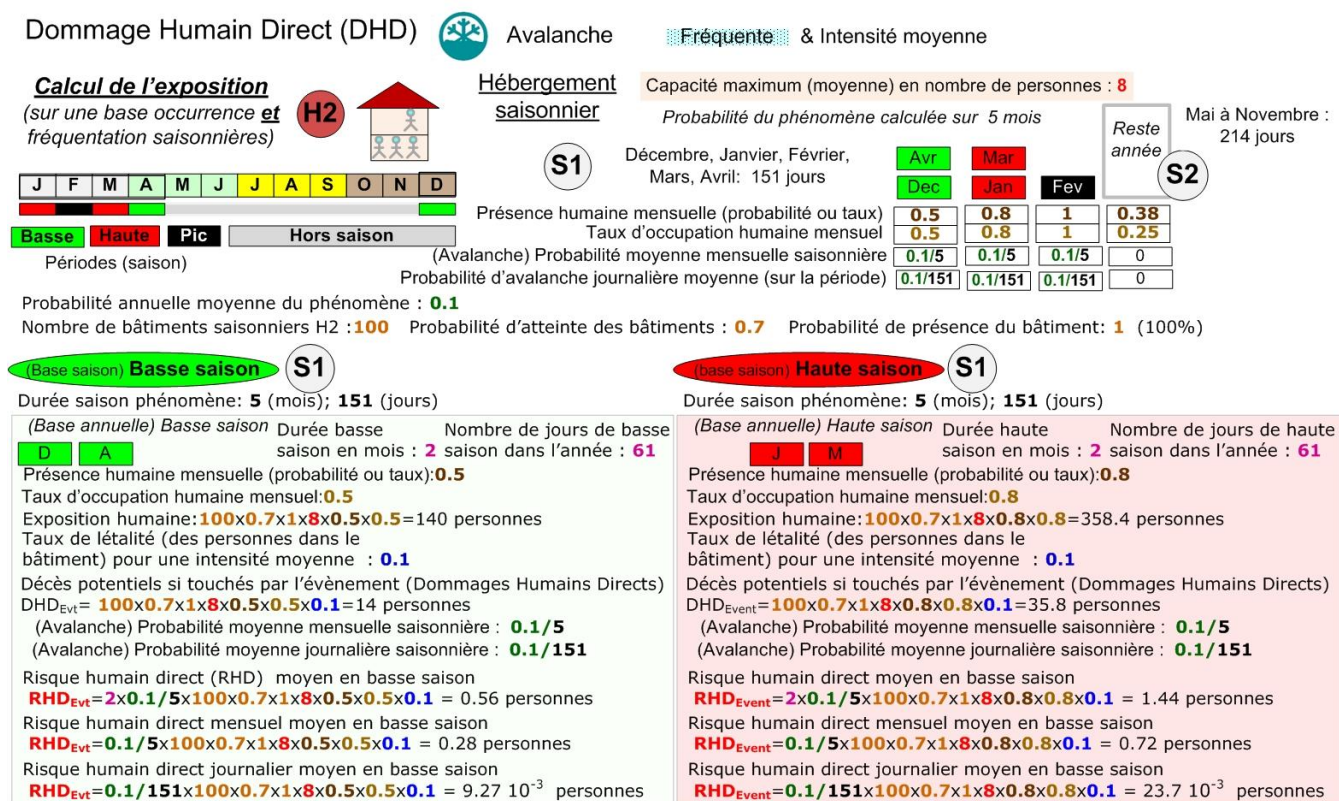 Dommage Humain Direct (DHD) Avalanche Fréquente & Intensité moyenne
Calcul de l'exposition
(sur une base occurrence et
fréquentation saisonnières)
H2
Hébergement
saisonnier
Capacité maximum (moyenne) en nombre de personnes : 8
Probabilité du phénomène calculée sur 5 mois
Reste
année
S2
Mai à Novembre :
214 jours
S1
Décembre, Janvier, Février,
Mars, Avril: 151 jours
Avr Mar
Dec Jan Fev
J F M A M J J A S O N D
Basse Haute Pic Hors saison
Périodes (saison)
Présence humaine mensuelle (probabilité ou taux) 0.5 0.8 1 0.38
Taux d'occupation humaine mensuel 0.5 0.8 1 0.25
(Avalanche) Probabilité moyenne mensuelle saisonnière 0.1/5 0.1/5 0.1/5 0
Probabilité d'avalanche journalière moyenne (sur la période) 0.1/151 0.1/151 0.1/151 0
Probabilité annuelle moyenne du phénomène : 0.1
Nombre de bâtiments saisonniers H2 :100 Probabilité d'atteinte des bâtiments : 0.7 Probabilité de présence du bâtiment: 1 (100%)
(Base saison) Basse saison S1
Durée saison phénomène: 5 (mois); 151 (jours)
(Base annuelle) Basse saison
D A
Durée basse
saison en mois : 2
Nombre de jours de basse
saison dans l'année : 61
Présence humaine mensuelle (probabilité ou taux):0.5
Taux d'occupation humaine mensuel:0.5
Exposition humaine:100x0.7x1x8x0.5x0.5=140 personnes
Taux de létalité (des personnes dans le
bâtiment) pour une intensité moyenne : 0.1
Décès potentiels si touchés par l'évènement (Dommages Humains Directs)
DHDEvt= 100x0.7x1x8x0.5x0.5x0.1=14 personnes
(Avalanche) Probabilité moyenne mensuelle saisonnière : 0.1/5
(Avalanche) Probabilité moyenne journalière saisonnière : 0.1/151
Risque humain direct (RHD) moyen en basse saison
RHDEvt=2x0.1/5x100x0.7x1x8x0.5x0.5x0.1 = 0.56 personnes
Risque humain direct mensuel moyen en basse saison
RHDEvt=0.1/5x100x0.7x1x8x0.5x0.5x0.1 = 0.28 personnes
Risque humain direct journalier moyen en basse saison
RHDEvt=0.1/151x100x0.7x1x8x0.5x0.5x0.1 = 9.27 10-3 personnes
(base saison) Haute saison S1
Durée saison phénomène: 5 (mois); 151 (jours)
(Base annuelle) Haute saison
J M
Durée haute
saison en mois : 2
Nombre de jours de haute
saison dans l'année : 61
Présence humaine mensuelle (probabilité ou taux):0.8
Taux d'occupation humaine mensuel:0.8
Exposition humaine:100x0.7x1x8x0.8x0.8=358.4 personnes
Taux de létalité (des personnes dans le
bâtiment) pour une intensité moyenne : 0.1
Décès potentiels si touchés par l'évènement (Dommages Humains Directs)
DHDEvent=100x0.7x1x8x0.8x0.8x0.1=35.8 personnes
(Avalanche) Probabilité moyenne mensuelle saisonnière : 0.1/5
(Avalanche) Probabilité moyenne journalière saisonnière : 0.1/151
Risque humain direct moyen en basse saison
RHDEvent=2x0.1/5x100x0.7x1x8x0.8x0.8x0.1 = 1.44 personnes
Risque humain direct mensuel moyen en basse saison
RHDEvent=0.1/5x100x0.7x1x8x0.8x0.8x0.1 = 0.72 personnes
Risque humain direct journalier moyen en basse saison
RHDEvent=0.1/151x100x0.7x1x8x0.8x0.8x0.1 = 23.7 10-3 personnes